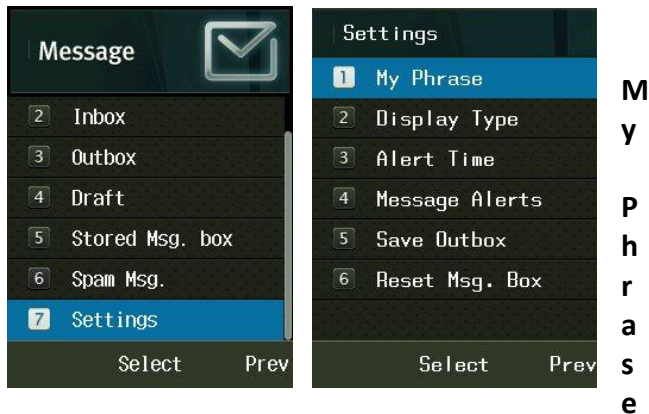 Message
2 Inbox
3 Outbox
4 Draft
5 Stored Msg. box
6 Spam Msg.
7 Settings
Select Prev
Settings
1 My Phrase
2 Display Type
3 Alert Time
4 Message Alerts
5 Save Outbox
6 Reset Msg. Box
Select Prev
My Phrase